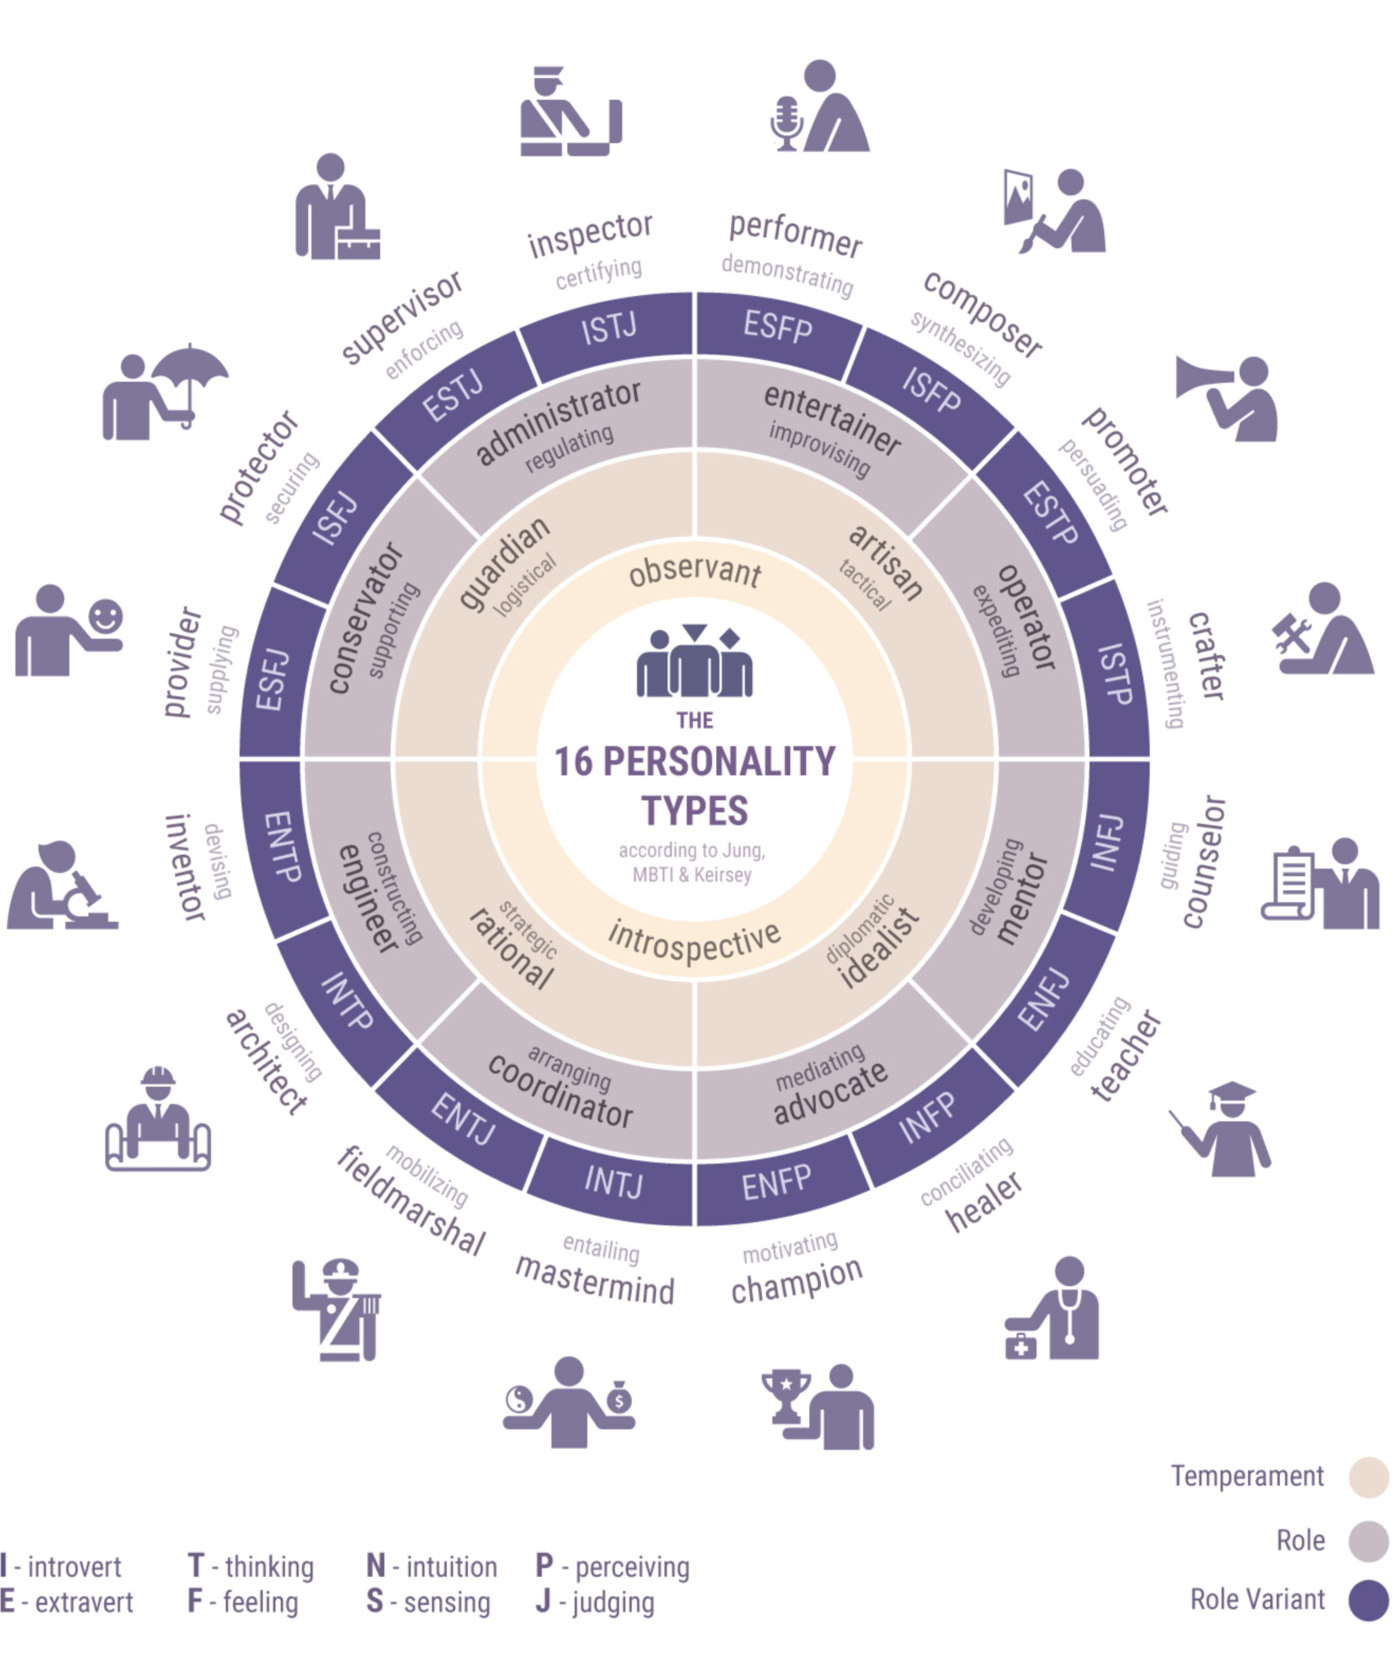 inspector
certifying
performer
demonstrating
supervisor
enforcing
composer
synthesizing
protector
securing
promoter
persuading
provider
supplying
crafter
instrumenting
ISTJ
ESFP
ESTJ
ISFP
ISFJ
ESTP
ESFJ
ISTP
administrator
regulating
entertainer
improvising
conservator
supporting
operator
expediting
guardian
logistical
artisan
tactical
observant
THE
16 PERSONALITY
TYPES
according to Jung,
MBTI & Keirsey
introspective
strategic
rational
diplomatic
idealist
constructing
engineer
developing
mentor
arranging
coordinator
mediating
advocate
ENTP
INFJ
INTP
ENFJ
ENTJ
INFP
INTJ
ENFP
devising
inventor
guiding
counselor
designing
architect
educating
teacher
mobilizing
fieldmarshal
conciliating
healer
entailing
mastermind
motivating
champion
$
Temperament
Role
Role Variant
I - introvert T - thinking N - intuition P - perceiving
E - extravert F - feeling S - sensing J - judging